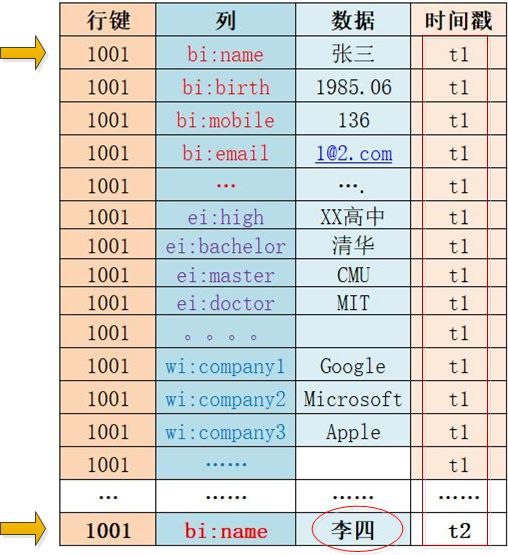 行键 列 数据 时间戳
1001 bi:name 张三 t1
1001 bi:birth 1985.06 t1
1001 bi:mobile 136 t1
1001 bi:email 1@2.com t1
1001 … …. t1
1001 ei:high XX高中 t1
1001 ei:bachelor 清华 t1
1001 ei:master CMU t1
1001 ei:doctor MIT t1
1001 。。。。 t1
1001 wi:company1 Google t1
1001 wi:company2 Microsoft t1
1001 wi:company3 Apple t1
1001 …… t1
… …… …… ……
1001 bi:name 李四 t2